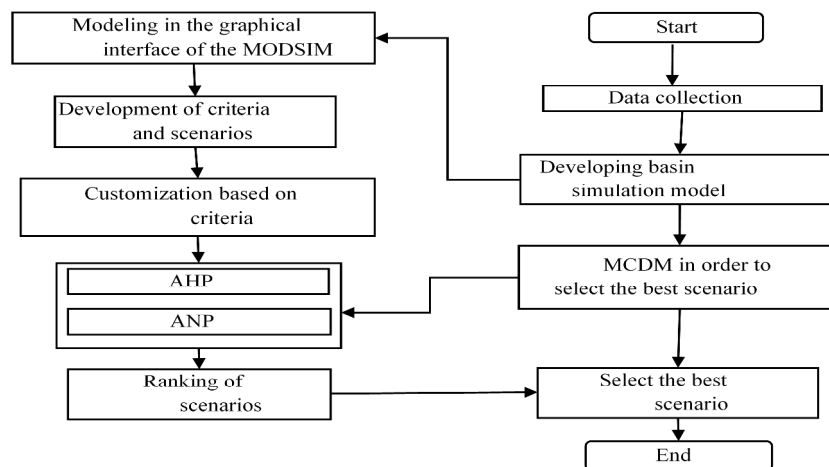 Modeling in the graphical
interface of the MODSIM
Development of criteria
and scenarios
Customization based on
criteria
AHP
ANP
Ranking of
scenarios
Start
Data collection
Developing basin
simulation model
MCDM in order to
select the best scenario
Select the best
scenario
End